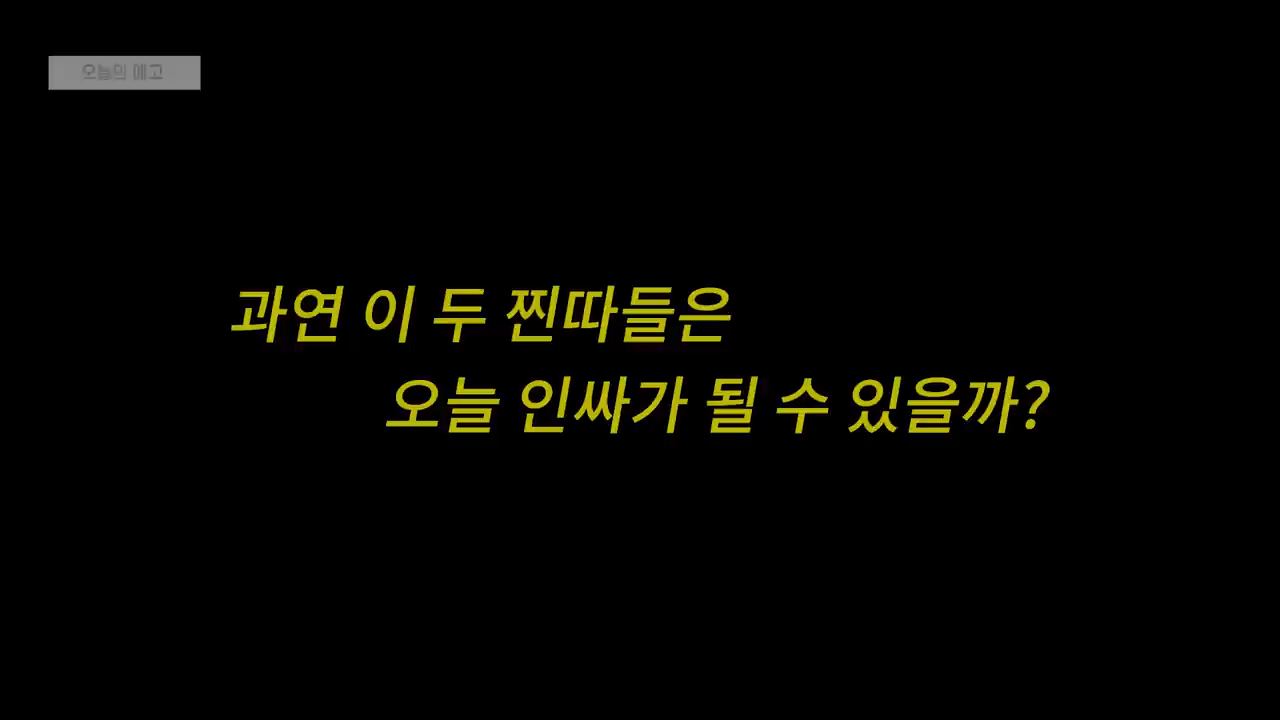 오늘의 예고
과연 이 두 찐따들은
오늘 인싸가 될 수 있을까?